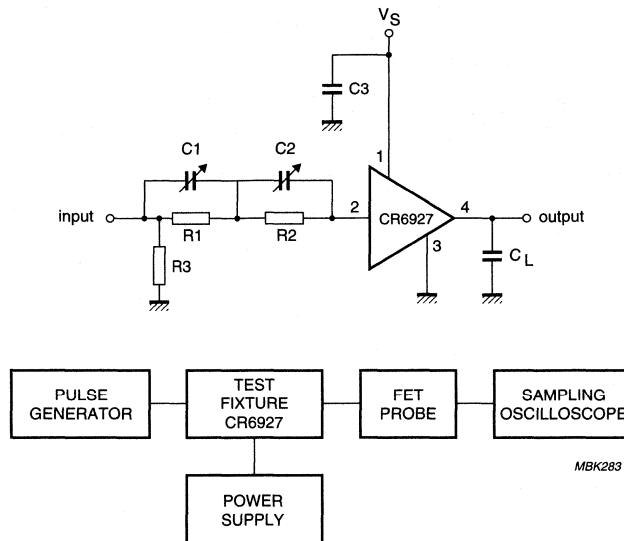 VS
C3
C1
C2
1
input
R1
R2
2
CR6927
4
output
3
R3
CL
PULSE
GENERATOR
TEST
FIXTURE
CR6927
FET
PROBE
SAMPLING
OSCILLOSCOPE
MBK283
POWER
SUPPLY